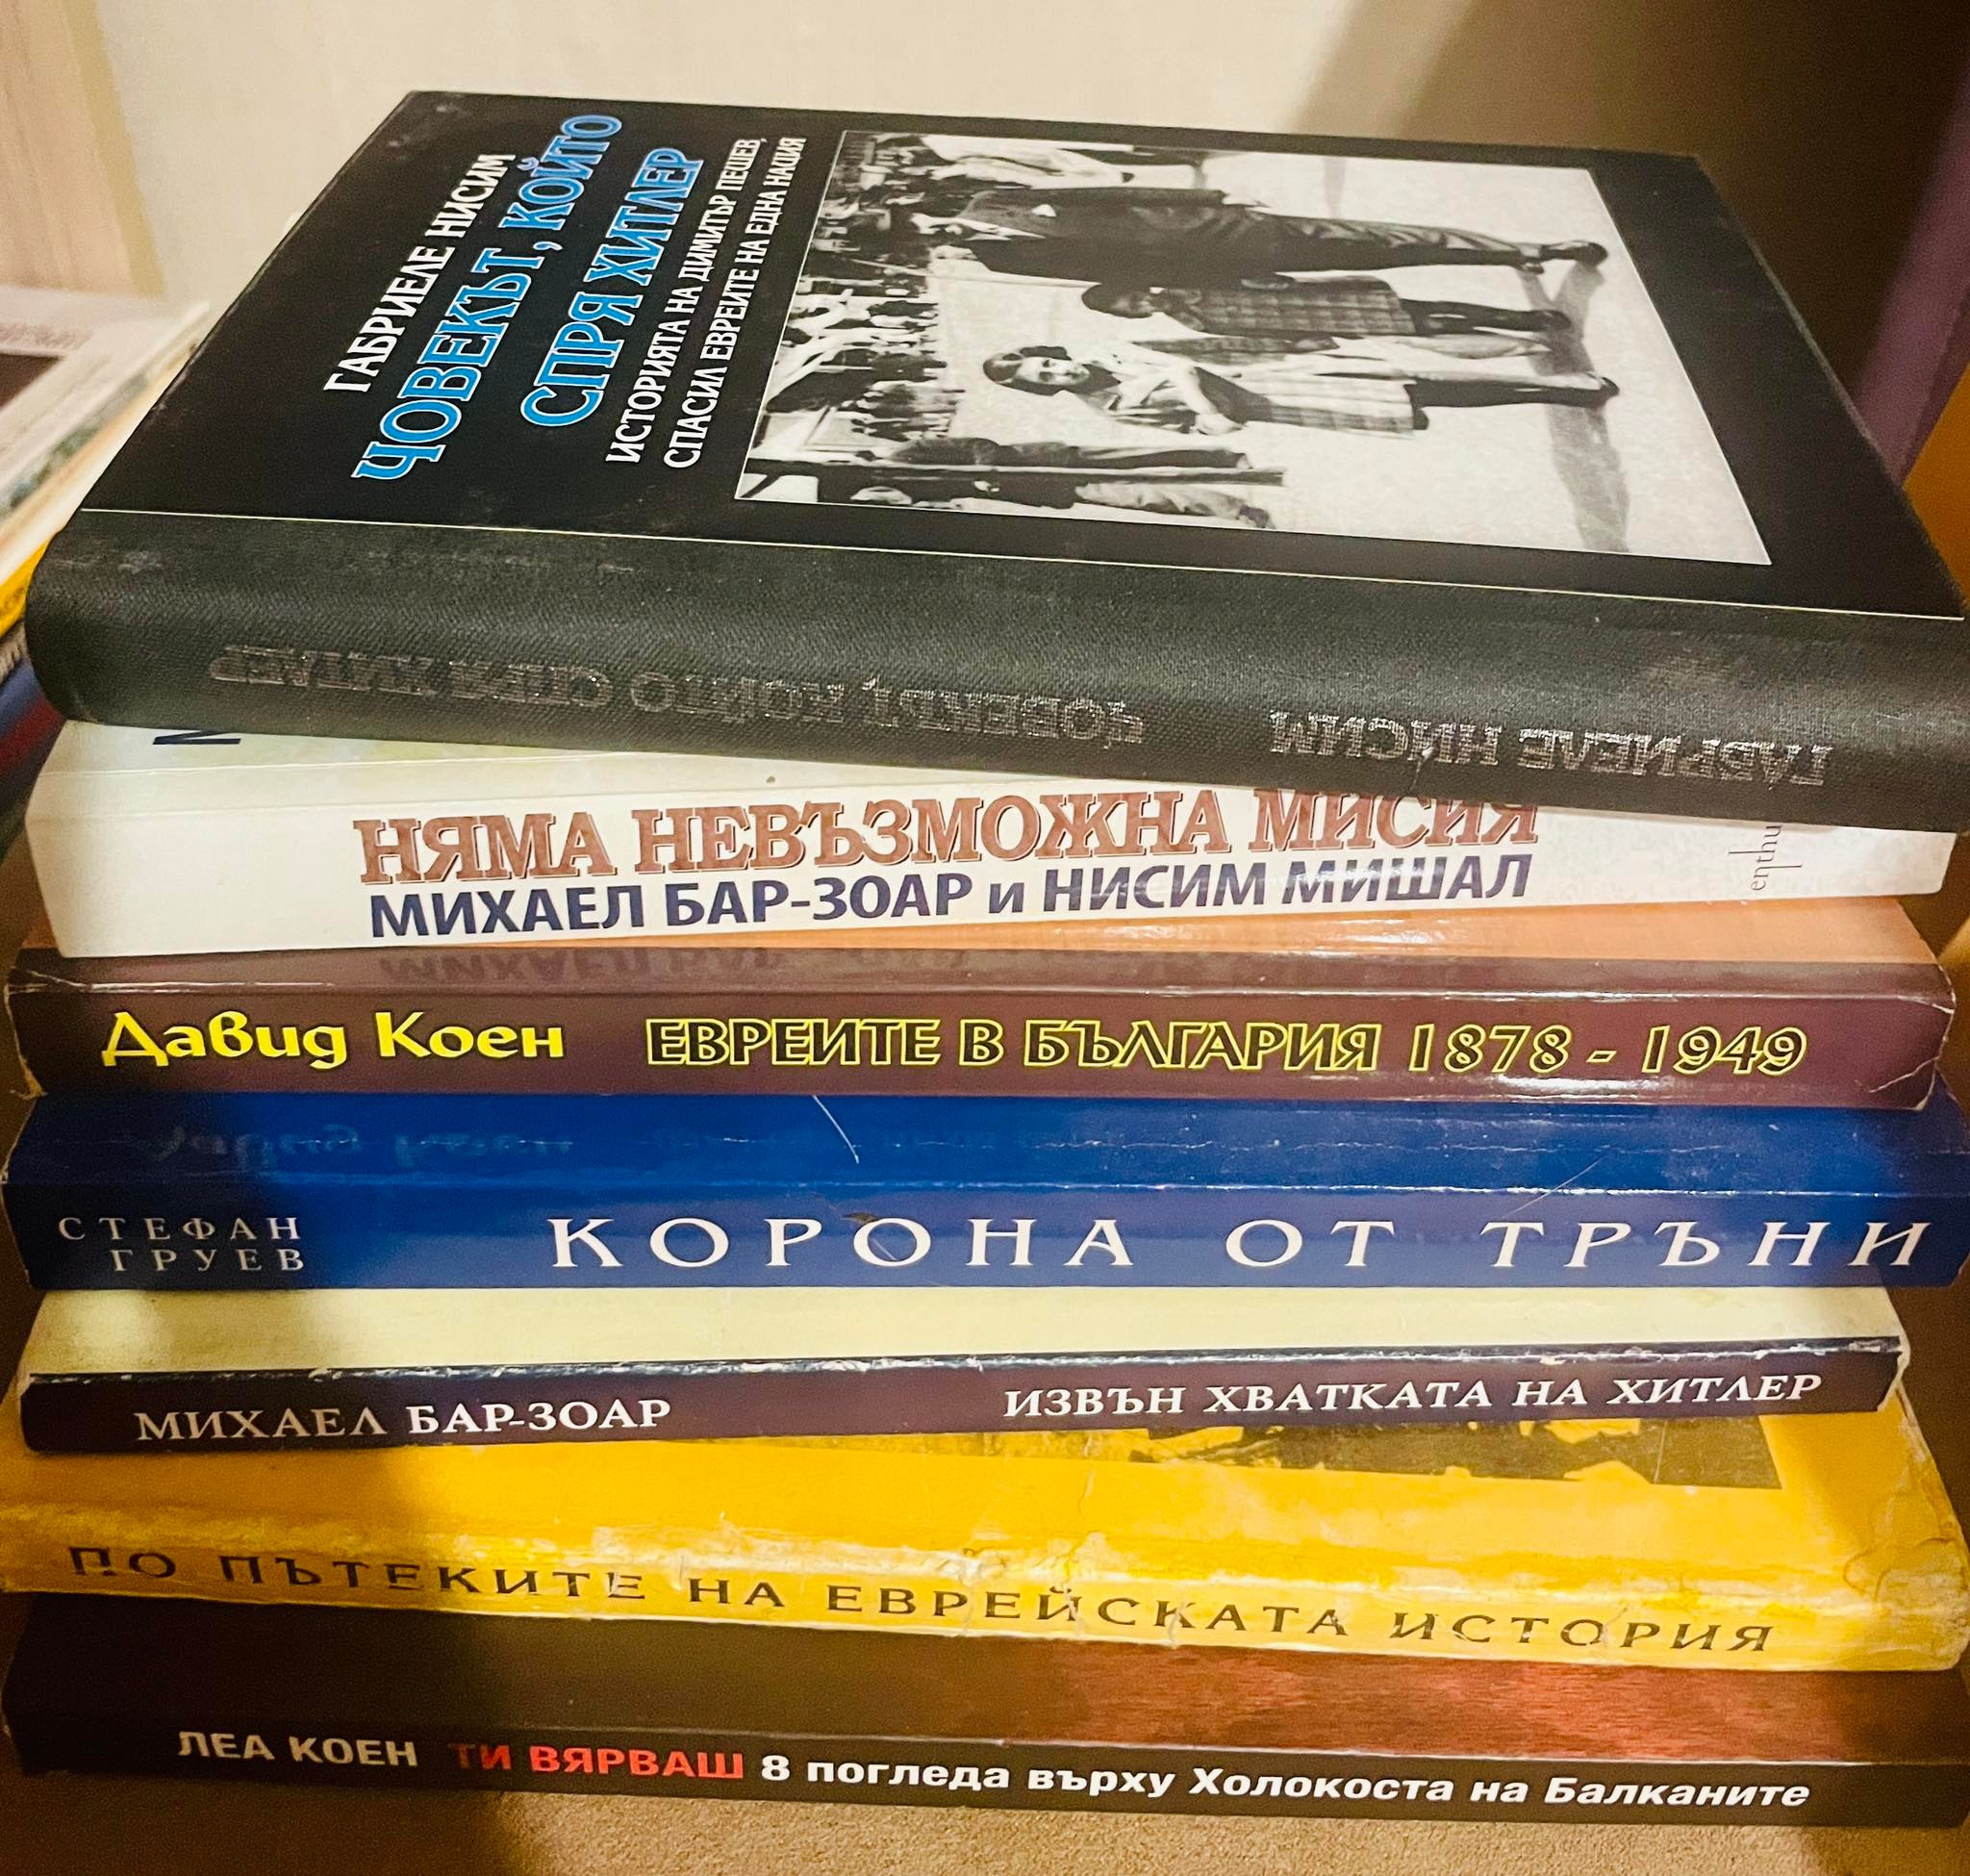 ГАБРИЕЛЕ НИСИМ
ЧОВЕКЪТ, КОЙТО
СПРЯ ХИТЛЕР
ИСТОРИЯТА НА ДИМИТЪР ПЕШЕВ,
СПАСИЛ ЕВРЕИТЕ НА ЕДНА НАЦИЯ
ГАБРИЕЛЕ НИСИМ ЧОВЕКЪТ, КОЙТО СПРЯ ХИТЛЕР
НЯМА НЕВЪЗМОЖНА МИСИЯ
МИХАЕЛ БАР-ЗОАР и НИСИМ МИШАЛ
enthu
Давид Коен ЕВРЕИТЕ В БЪЛГАРИЯ 1878 - 1949
СТЕФАН
ГРУЕВ
КОРОНА ОТ ТРЪНИ
МИХАЕЛ БАР-ЗОАР ИЗВЪН ХВАТКАТА НА ХИТЛЕР
ПО ПЪТЕКИТЕ НА ЕВРЕЙСКАТА ИСТОРИЯ
ЛЕА КОЕН ТИ ВЯРВАШ 8 погледа върху Холокоста на Балканите